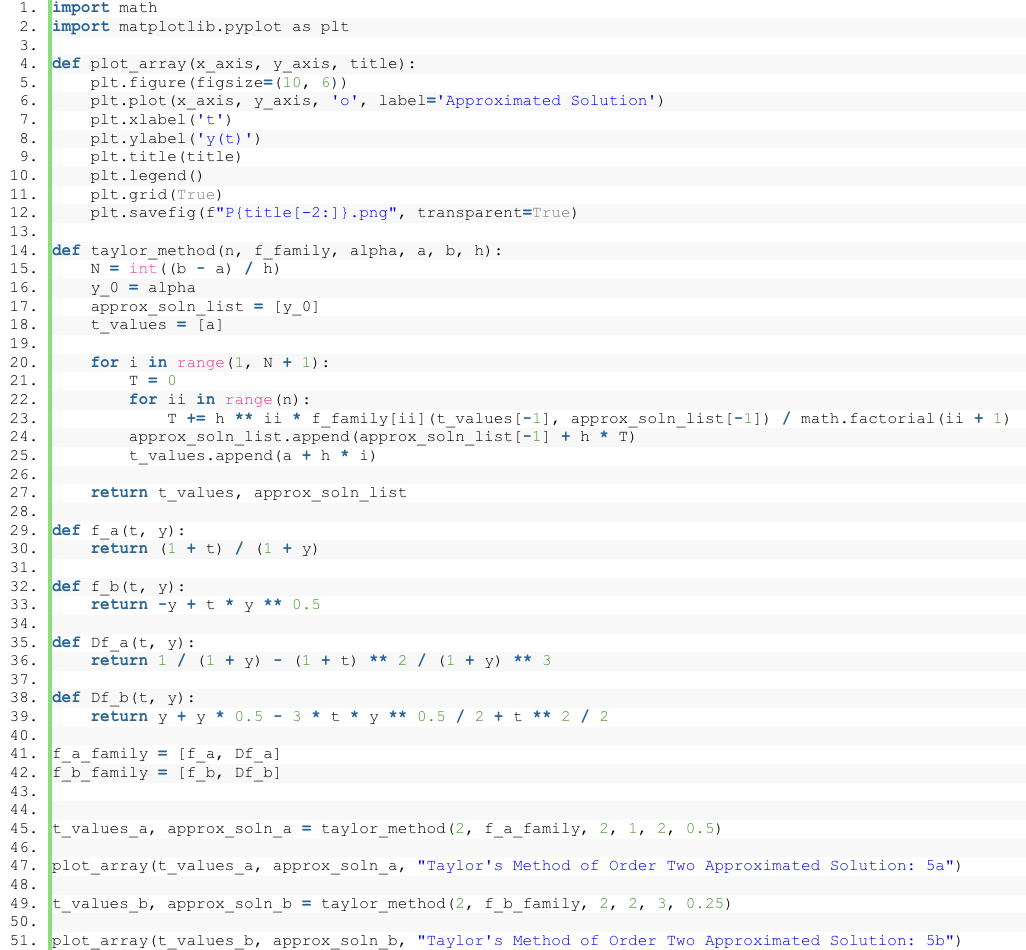 1. import math
2. import matplotlib.pyplot as plt
3.
4. def plot_array(x_axis, y_axis, title):
5.     plt.figure(figsize=(10, 6))
6.     plt.plot(x_axis, y_axis, 'o', label='Approximated Solution')
7.     plt.xlabel('t')
8.     plt.ylabel('y(t)')
9.     plt.title(title)
10.     plt.legend()
11.     plt.grid(True)
12.     plt.savefig(f"P{title[-2:]}.png", transparent=True)
13.
14. def taylor_method(n, f_family, alpha, a, b, h):
15.     N = int((b - a) / h)
16.     y_0 = alpha
17.     approx_soln_list = [y_0]
18.     t_values = [a]
19.
20.     for i in range(1, N + 1):
21.         T = 0
22.         for ii in range(n):
23.             T += h ** ii * f_family[ii](t_values[-1], approx_soln_list[-1]) / math.factorial(ii + 1)
24.         approx_soln_list.append(approx_soln_list[-1] + h * T)
25.         t_values.append(a + h * i)
26.
27.     return t_values, approx_soln_list
28.
29. def f_a(t, y):
30.     return (1 + t) / (1 + y)
31.
32. def f_b(t, y):
33.     return -y + t * y ** 0.5
34.
35. def Df_a(t, y):
36.     return 1 / (1 + y) - (1 + t) ** 2 / (1 + y) ** 3
37.
38. def Df_b(t, y):
39.     return y + y * 0.5 - 3 * t * y ** 0.5 / 2 + t ** 2 / 2
40.
41. f_a_family = [f_a, Df_a]
42. f_b_family = [f_b, Df_b]
43.
44.
45. t_values_a, approx_soln_a = taylor_method(2, f_a_family, 2, 1, 2, 0.5)
46.
47. plot_array(t_values_a, approx_soln_a, "Taylor's Method of Order Two Approximated Solution: 5a")
48.
49. t_values_b, approx_soln_b = taylor_method(2, f_b_family, 2, 2, 3, 0.25)
50.
51. plot_array(t_values_b, approx_soln_b, "Taylor's Method of Order Two Approximated Solution: 5b")